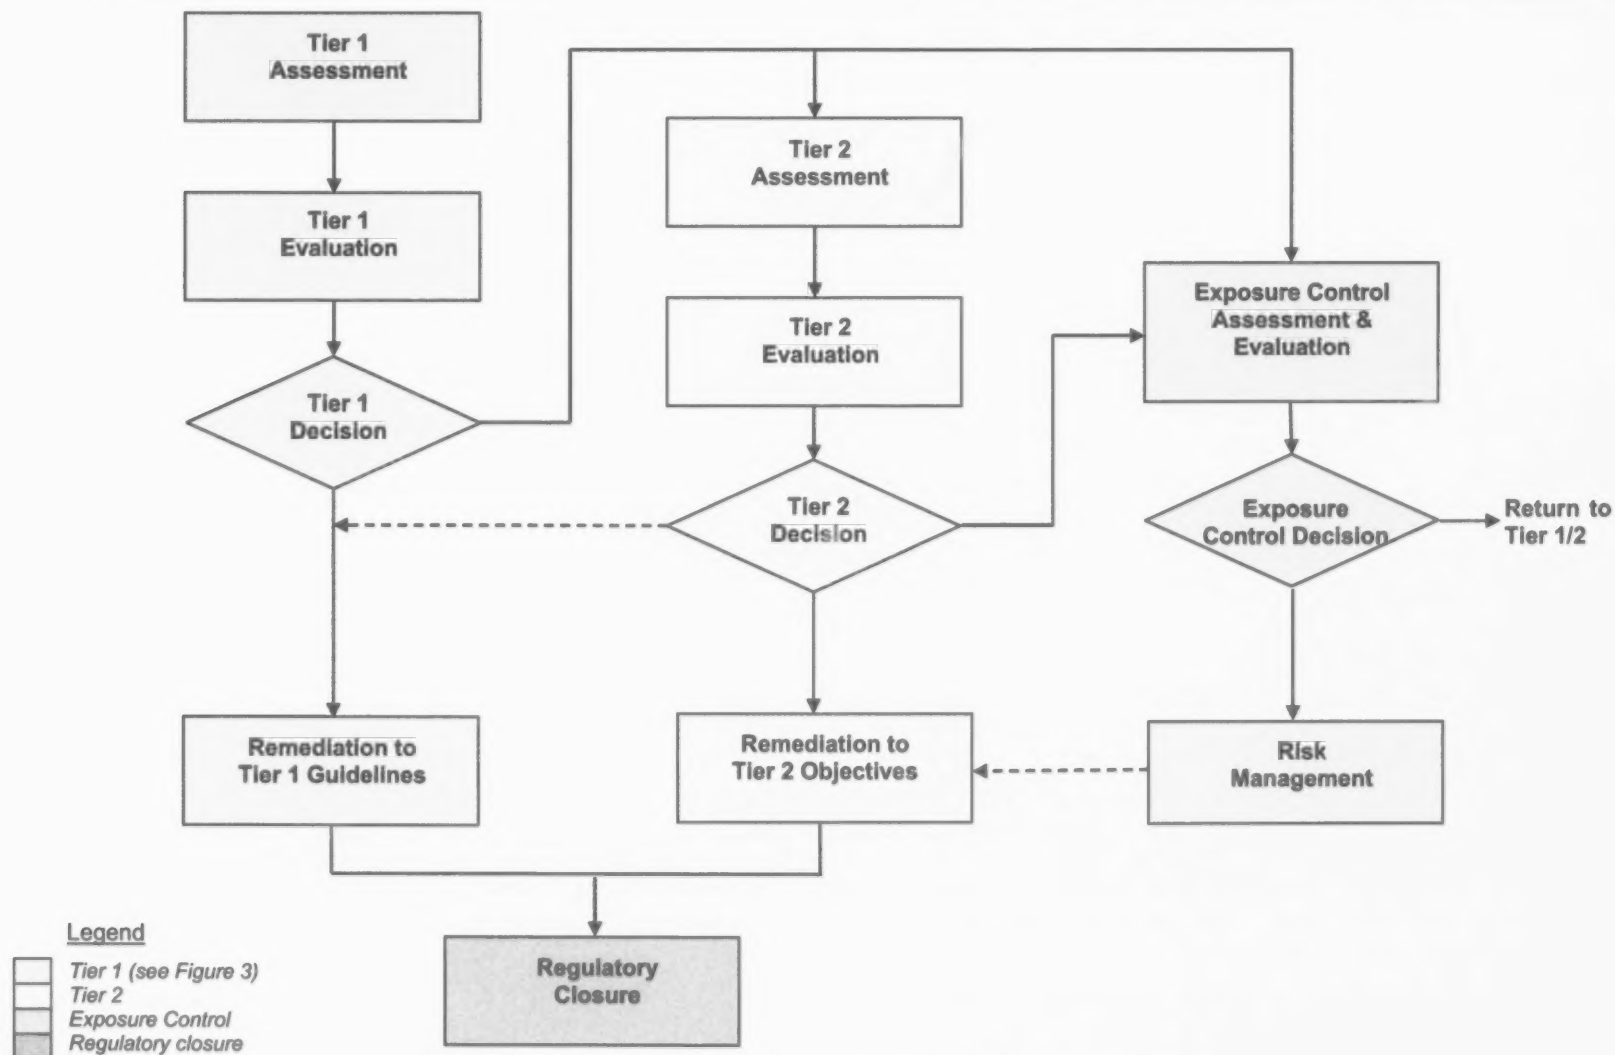 Tier 1
Assessment
Tier 1
Evaluation
Tier 1
Decision
Tier 2
Assessment
Tier 2
Evaluation
Tier 2
Decision
Exposure Control
Assessment &
Evaluation
Exposure
Control Decision
Return to
Tier 1/2
Remediation to
Tier 1 Guidelines
Remediation to
Tier 2 Objectives
Risk
Management
Regulatory
Closure
Legend
Tier 1 (see Figure 3)
Tier 2
Exposure Control
Regulatory closure